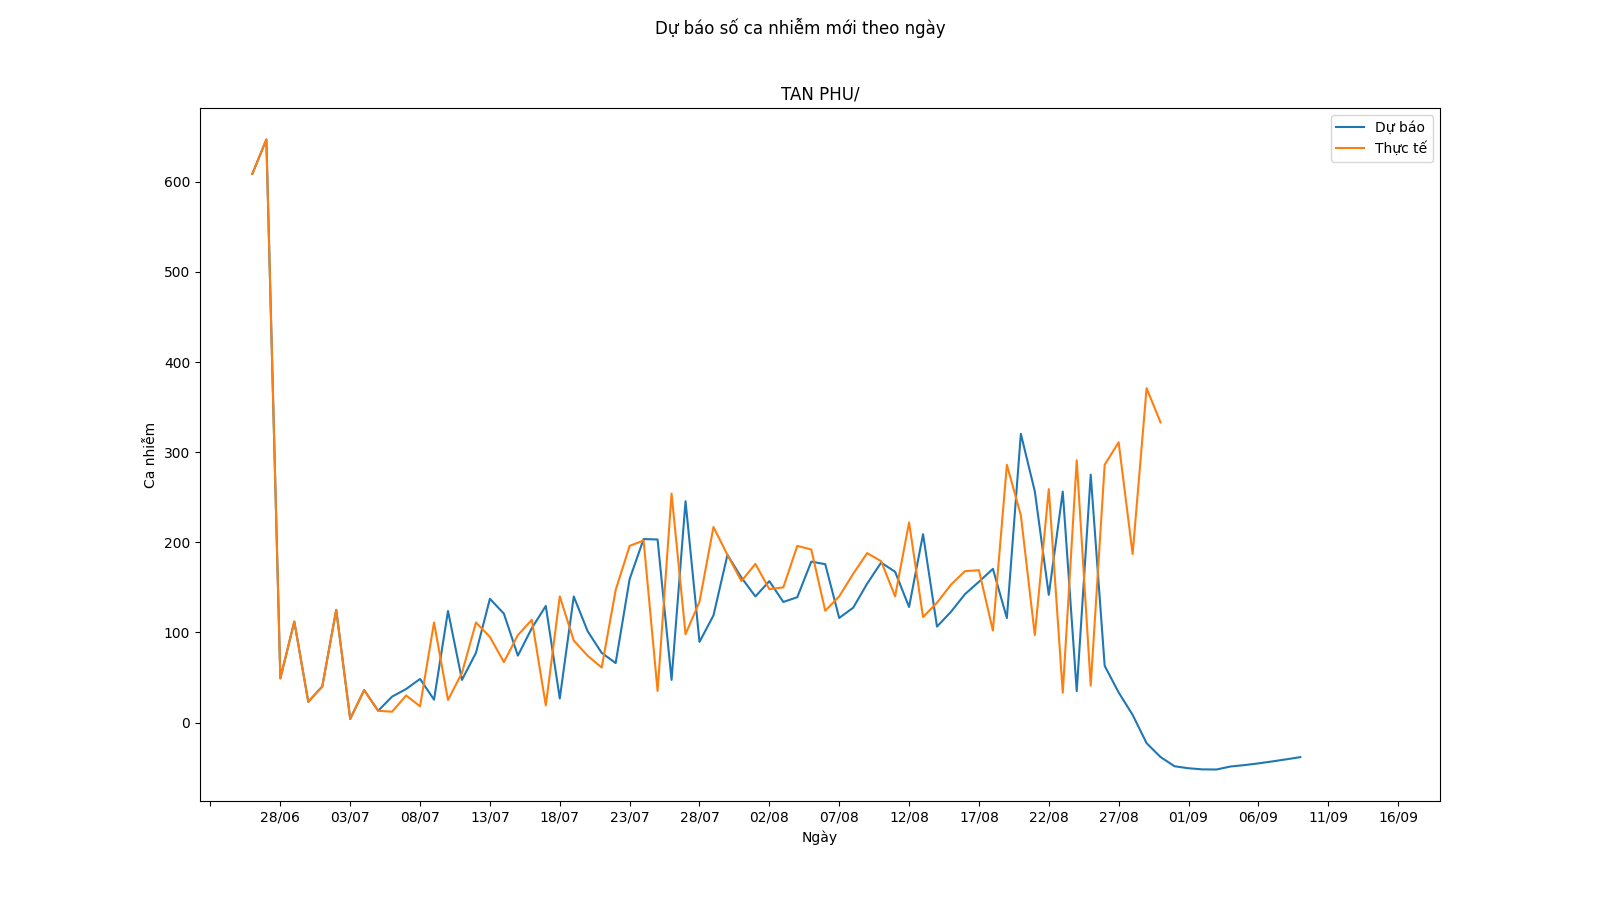 Dự báo số ca nhiễm mới theo ngày
TAN PHU/
Dự báo
Thực tế
600
500
400
300
200
100
0
Ca nhiễm
28/06 03/07 08/07 13/07 18/07 23/07 28/07 02/08 07/08 12/08 17/08 22/08 27/08 01/09 06/09 11/09 16/09
Ngày